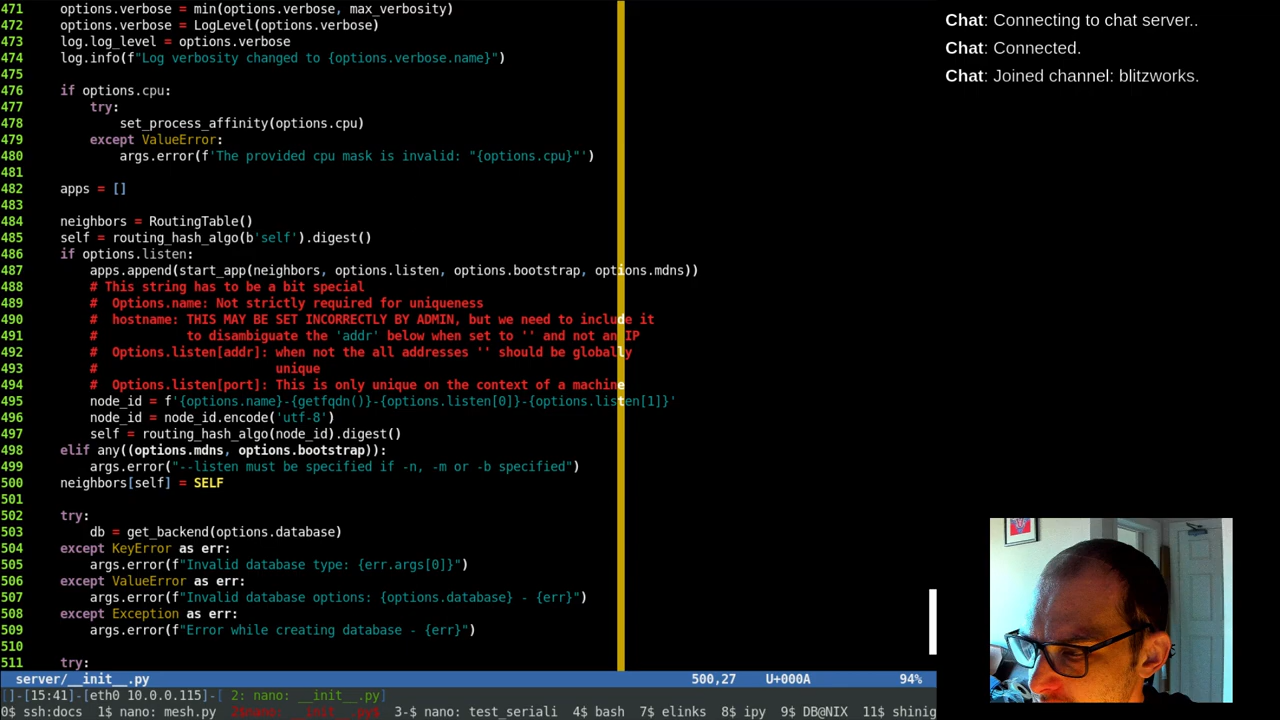 471     options.verbose = min(options.verbose, max_verbosity)
472     options.verbose = LogLevel(options.verbose)
473     log.log_level = options.verbose
474     log.info(f"Log verbosity changed to {options.verbose.name}")
475
476     if options.cpu:
477         try:
478             set_process_affinity(options.cpu)
479         except ValueError:
480             args.error(f'The provided cpu mask is invalid: "{options.cpu}"')
481
482     apps = []
483
484     neighbors = RoutingTable()
485     self = routing_hash_algo(b'self').digest()
486     if options.listen:
487         apps.append(start_app(neighbors, options.listen, options.bootstrap, options.mdns))
488         # This string has to be a bit special
489         #  Options.name: Not strictly required for uniqueness
490         #  hostname: THIS MAY BE SET INCORRECTLY BY ADMIN, but we need to include it
491         #            to disambiguate the 'addr' below when set to '' and not an IP
492         #  Options.listen[addr]: when not the all addresses '' should be globally
493         #                        unique
494         #  Options.listen[port]: This is only unique on the context of a machine
495         node_id = f'{options.name}-{getfqdn()}-{options.listen[0]}-{options.listen[1]}'
496         node_id = node_id.encode('utf-8')
497         self = routing_hash_algo(node_id).digest()
498     elif any((options.mdns, options.bootstrap)):
499         args.error("--listen must be specified if -n, -m or -b specified")
500     neighbors[self] = SELF
501
502     try:
503         db = get_backend(options.database)
504     except KeyError as err:
505         args.error(f"Invalid database type: {err.args[0]}")
506     except ValueError as err:
507         args.error(f"Invalid database options: {options.database} - {err}")
508     except Exception as err:
509         args.error(f"Error while creating database - {err}")
510
511     try:
server/__init__.py 500,27 U+000A 94%
[]-[15:41]-[eth0 10.0.0.115]-[ 2: nano: __init__.py]
0$ ssh:docs  1$ nano: mesh.py  2$nano: __init__.py$  3-$ nano: test_seriali  4$ bash  7$ elinks  8$ ipy  9$ DB@NIX  11$ shinig
Chat: Connecting to chat server..
Chat: Connected.
Chat: Joined channel: blitzworks.